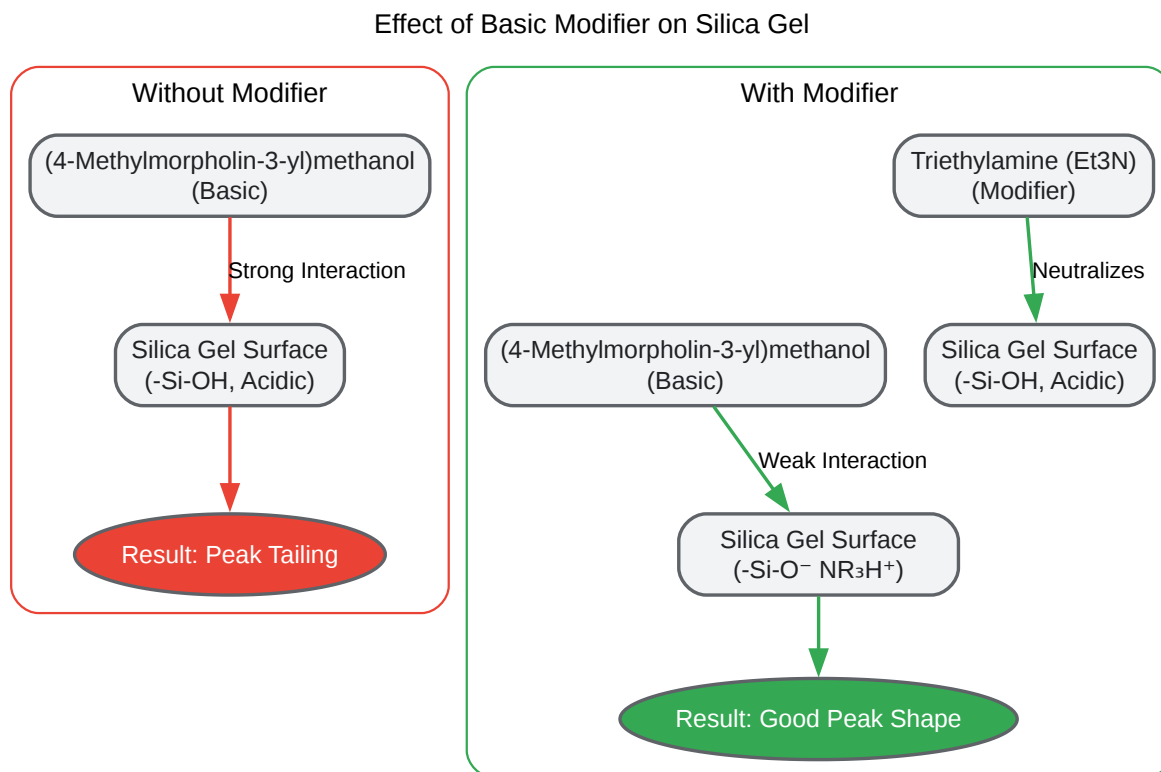 Effect of Basic Modifier on Silica Gel
Without Modifier
(4-Methylmorpholin-3-yl)methanol
(Basic)
Strong Interaction
Silica Gel Surface
(-Si-OH, Acidic)
Result: Peak Tailing
With Modifier
Triethylamine (Et3N)
(Modifier)
Neutralizes
Silica Gel Surface
(-Si-OH, Acidic)
(4-Methylmorpholin-3-yl)methanol
(Basic)
Weak Interaction
Silica Gel Surface
(-Si-O⁻ NR₃H⁺)
Result: Good Peak Shape